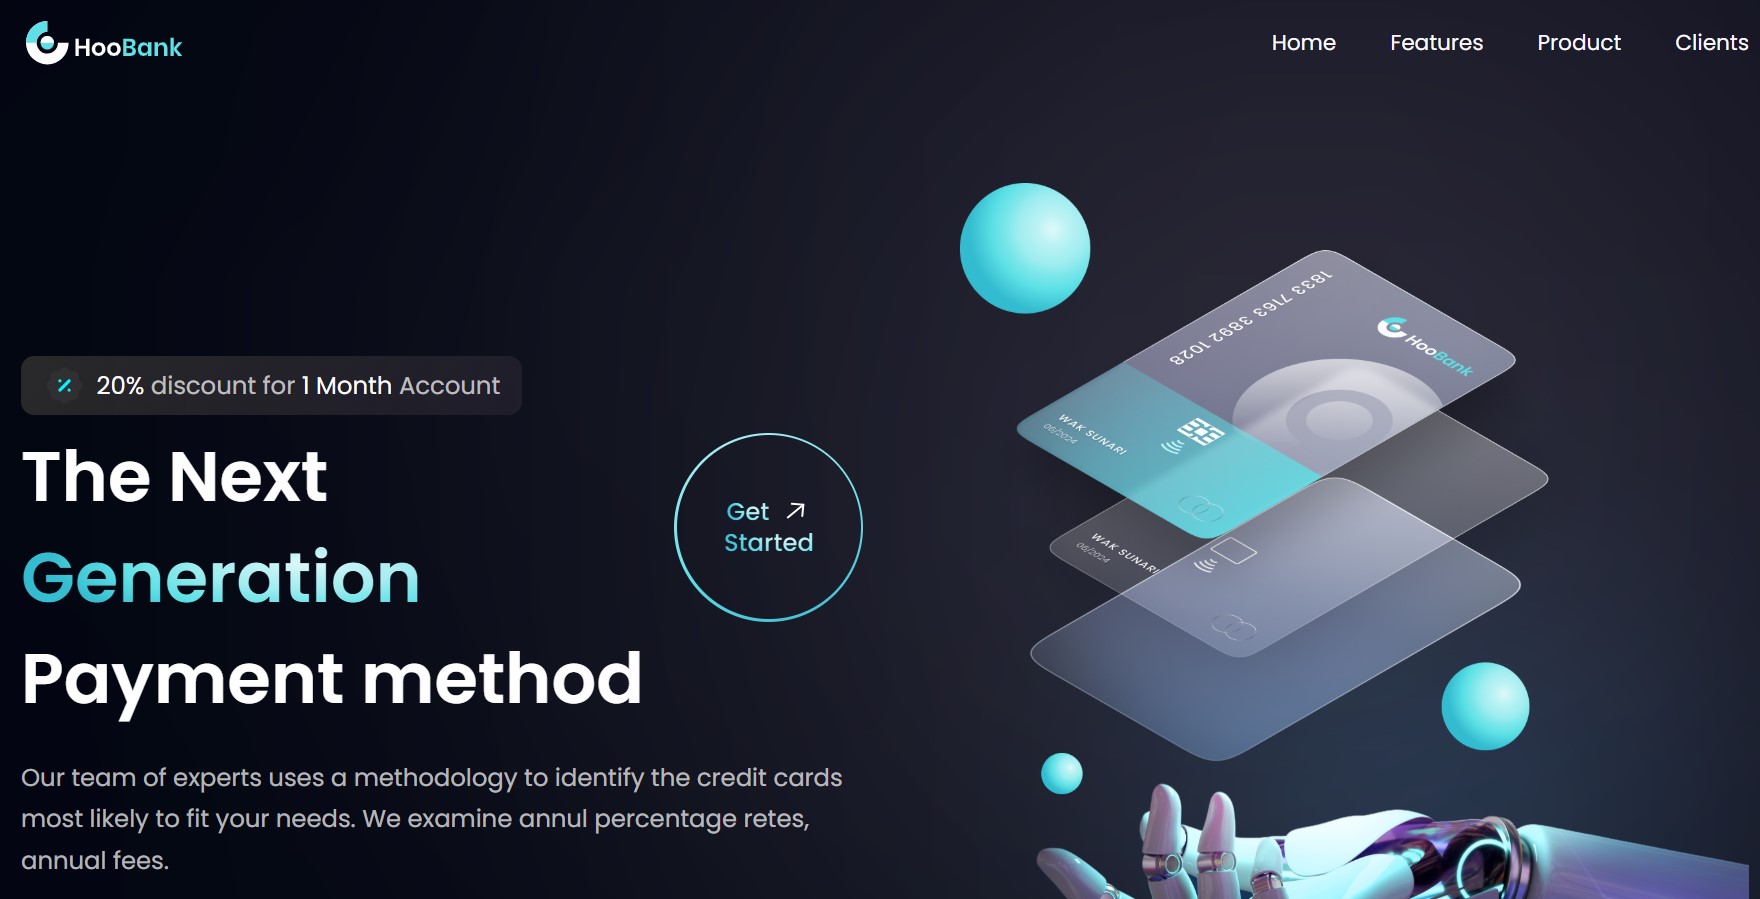 HooBank
Home
Features
Product
Clients
20% discount for 1 Month Account
The Next
Generation
Payment method
Get
Started
Our team of experts uses a methodology to identify the credit cards
most likely to fit your needs. We examine annul percentage retes,
annual fees.
1833 7163 3892 1028
HooBank
WAK SUNARI
06/2024
WAK SUNARI
06/2024